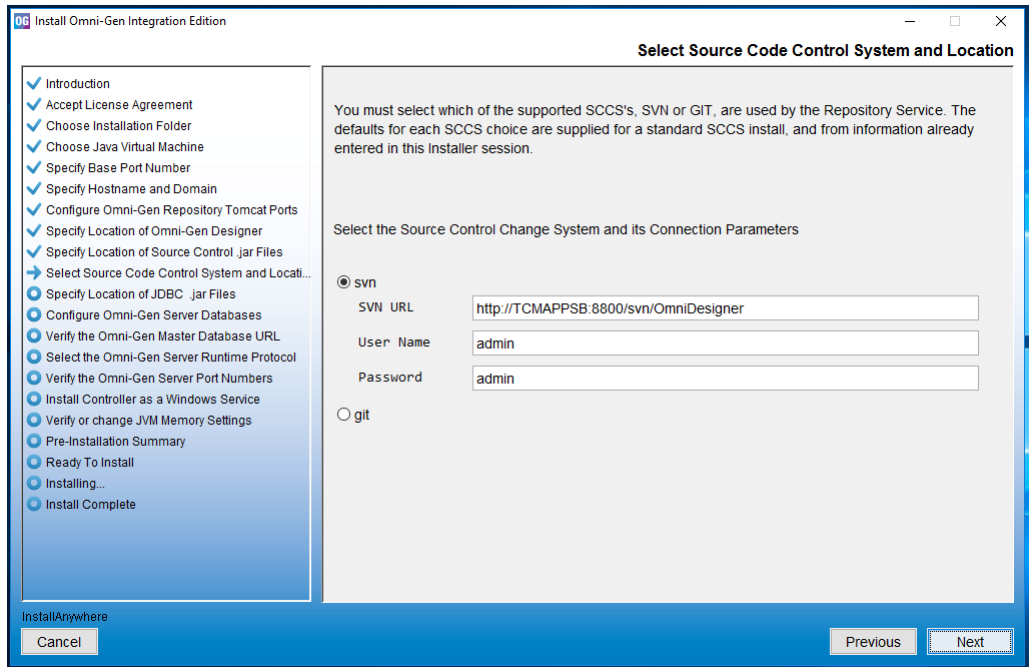 OG Install Omni-Gen Integration Edition
Select Source Code Control System and Location
Introduction
Accept License Agreement
Choose Installation Folder
Choose Java Virtual Machine
Specify Base Port Number
Specify Hostname and Domain
Configure Omni-Gen Repository Tomcat Ports
Specify Location of Omni-Gen Designer
Specify Location of Source Control .jar Files
Select Source Code Control System and Locati...
Specify Location of JDBC .jar Files
Configure Omni-Gen Server Databases
Verify the Omni-Gen Master Database URL
Select the Omni-Gen Server Runtime Protocol
Verify the Omni-Gen Server Port Numbers
Install Controller as a Windows Service
Verify or change JVM Memory Settings
Pre-Installation Summary
Ready To Install
Installing...
Install Complete
You must select which of the supported SCCS's, SVN or GIT, are used by the Repository Service. The
defaults for each SCCS choice are supplied for a standard SCCS install, and from information already
entered in this Installer session.
Select the Source Control Change System and its Connection Parameters
svn
SVN URL http://TCMAPPSB:8800/svn/OmniDesigner
User Name admin
Password admin
git
InstallAnywhere
Cancel Previous Next